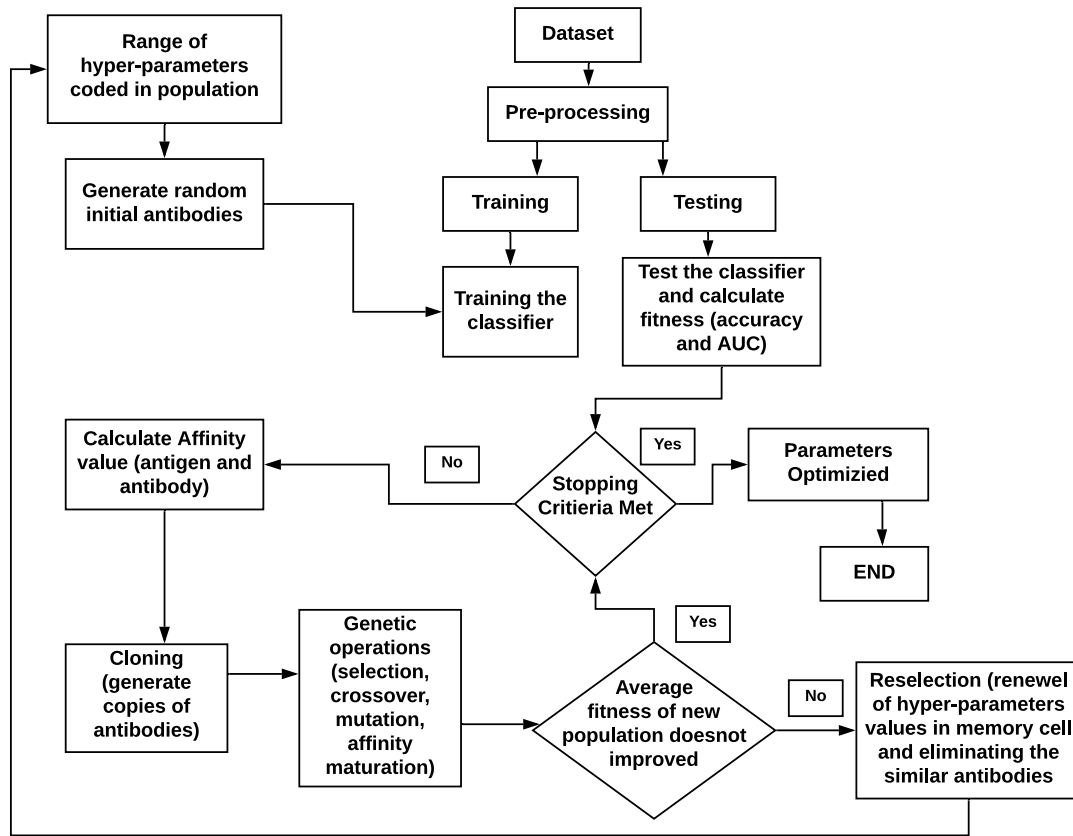 Range of
hyper-parameters
coded in population
Dataset
Pre-processing
Generate random
initial antibodies
Training
Testing
Training the
classifier
Test the classifier
and calculate
fitness (accuracy
and AUC)
Calculate Affinity
value (antigen and
antibody)
No
Stopping
Critieria Met
Yes
Parameters
Optimizied
END
Cloning
(generate
copies of
antibodies)
Genetic
operations
(selection,
crossover,
mutation,
affinity
maturation)
Yes
Average
fitness of new
population doesnot
improved
No
Reselection (renewel
of hyper-parameters
values in memory cell
and eliminating the
similar antibodies